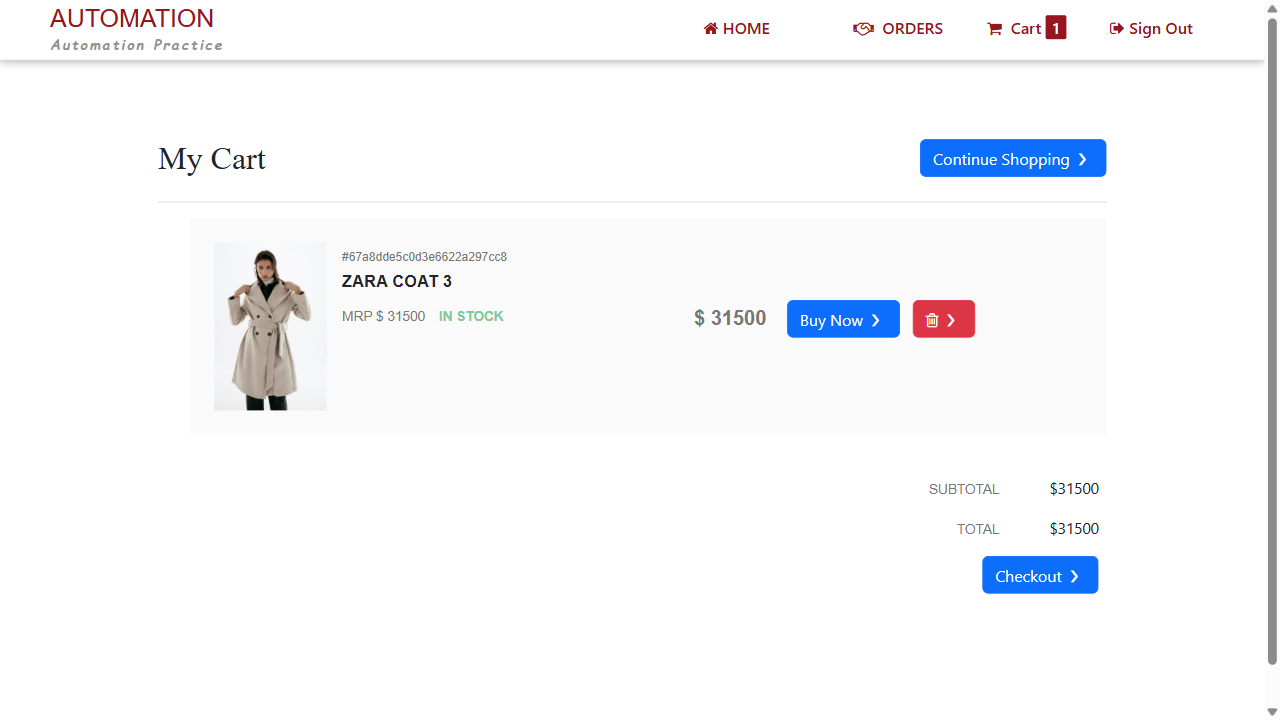 AUTOMATION
Automation Practice
HOME
ORDERS
Cart 1
Sign Out
My Cart
Continue Shopping ❯
#67a8dde5c0d3e6622a297cc8
ZARA COAT 3
MRP $ 31500 IN STOCK
$ 31500
Buy Now ❯
❯
SUBTOTAL $31500
TOTAL $31500
Checkout ❯